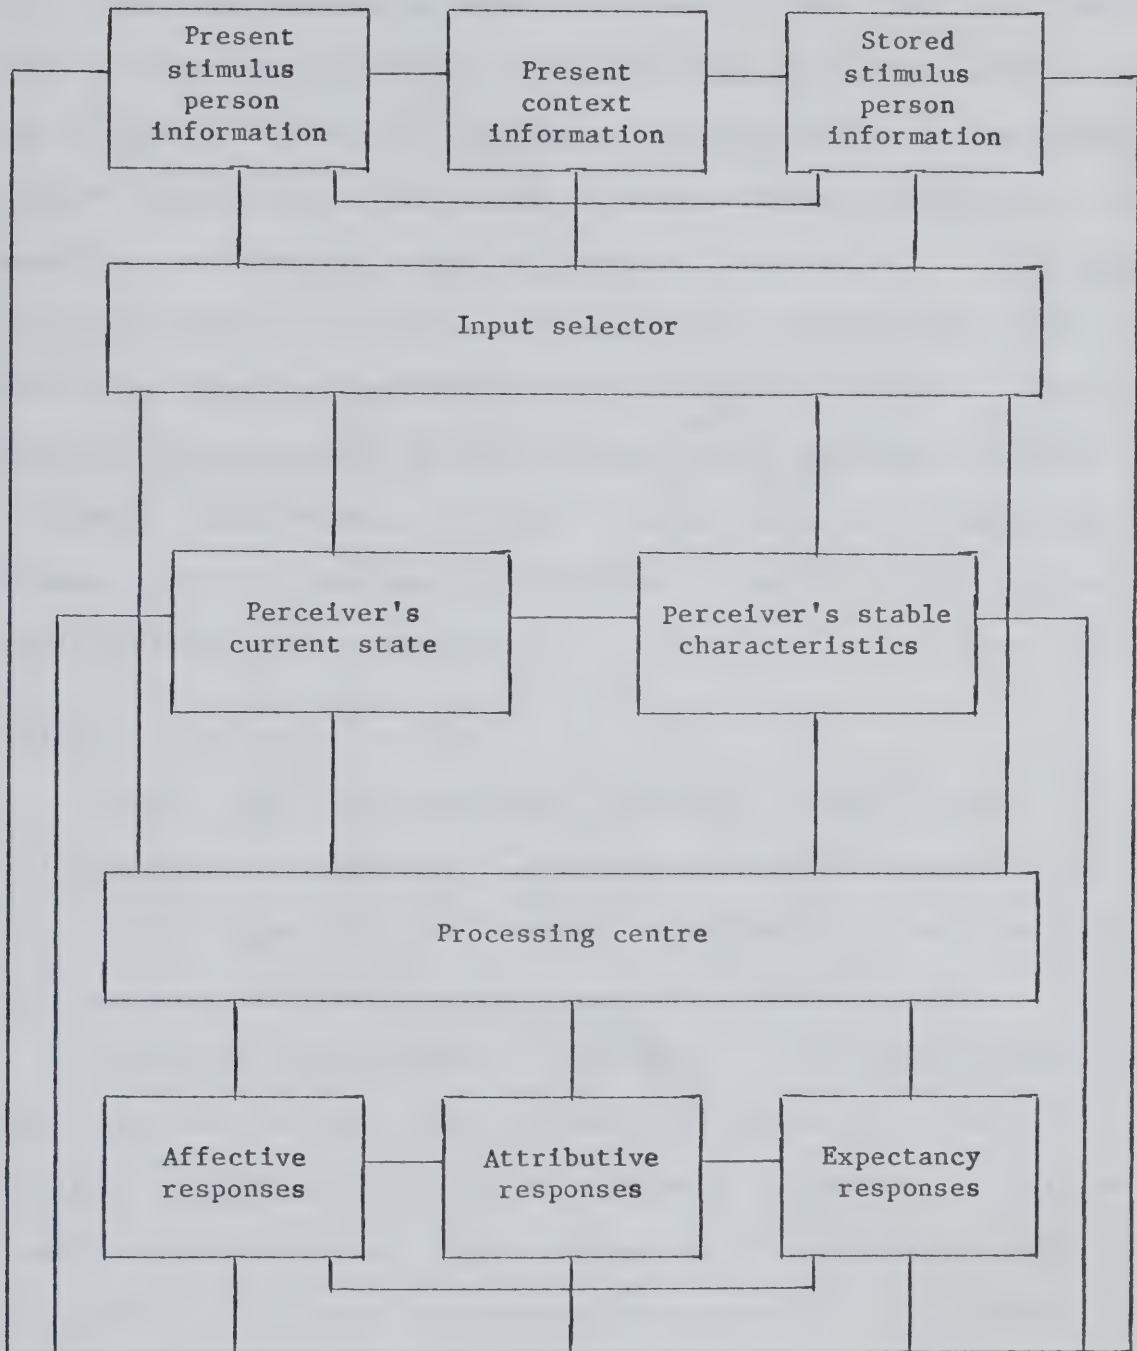 Present
stimulus
person
information
Present
context
information
Stored
stimulus
person
information
Input selector
Perceiver's
current state
Perceiver's stable
characteristics
Processing centre
Affective
responses
Attributive
responses
Expectancy
responses